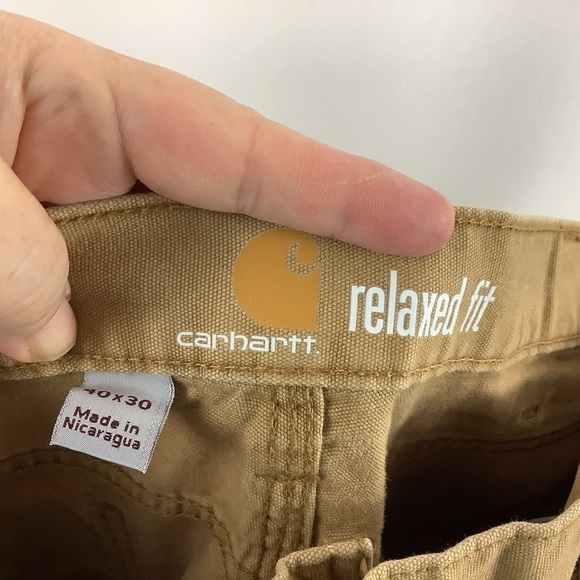 carhartt.
relaxed fit
40x30
Made in
Nicaragua